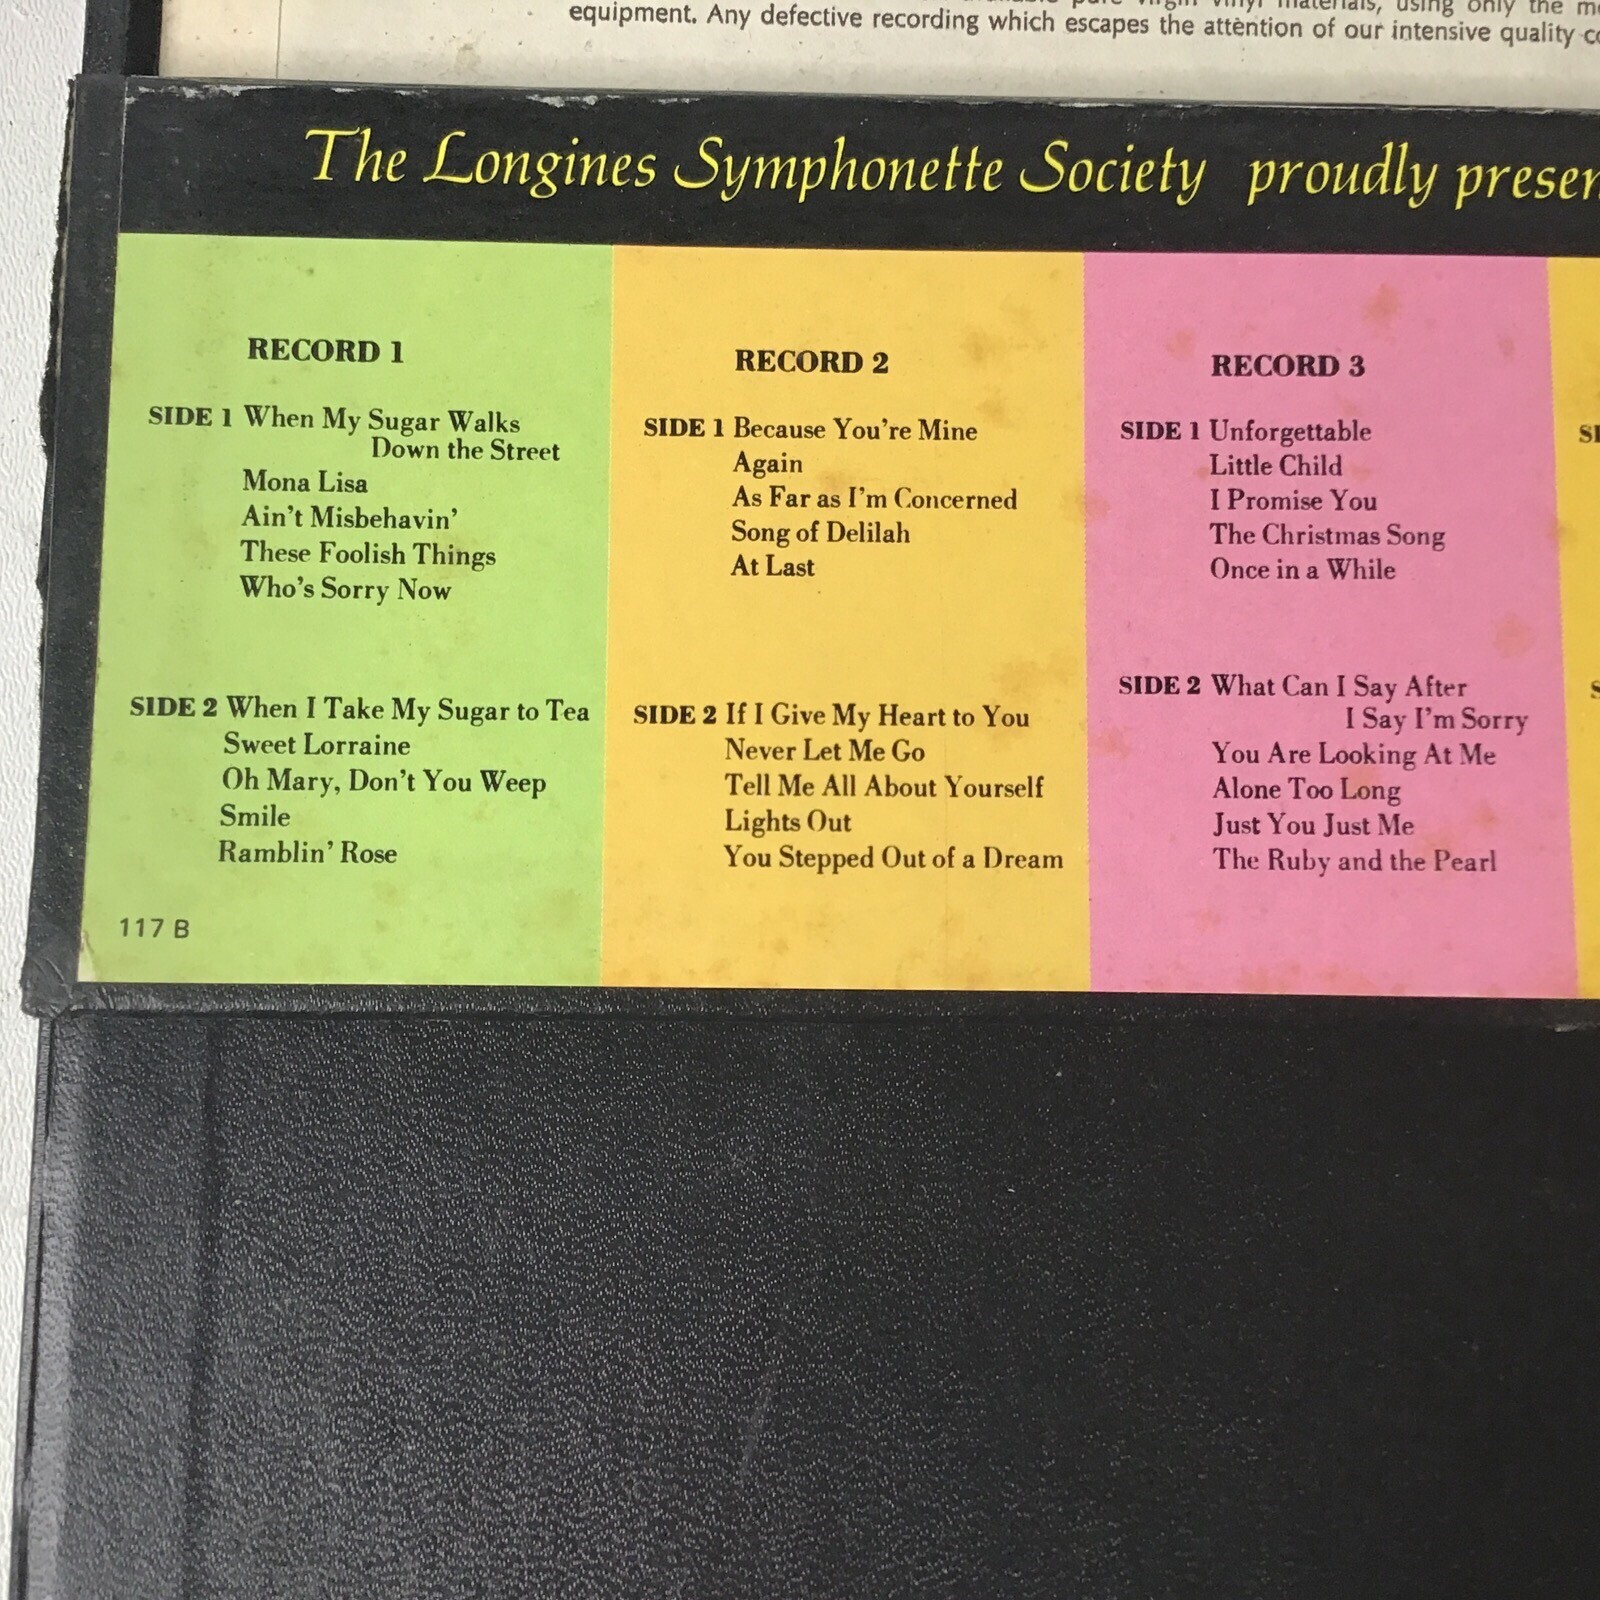 pure virgin vinyl materials, using only the
equipment. Any defective recording which escapes the attention of our intensive quality
The Longines Symphonette Society proudly
RECORD 1
SIDE 1 When My Sugar Walks
Down the Street
Mona Lisa
Ain't Misbehavin'
These Foolish Things
Who's Sorry Now
SIDE 2 When I Take My Sugar to Tea
Sweet Lorraine
Oh Mary, Don't You Weep
Smile
Ramblin' Rose
117 B
RECORD 2
SIDE 1 Because You're Mine
Again
As Far as I'm Concerned
Song of Delilah
At Last
SIDE 2 If I Give My Heart to You
Never Let Me Go
Tell Me All About Yourself
Lights Out
You Stepped Out of a Dream
RECORD 3
SIDE 1 Unforgettable
Little Child
I Promise You
The Christmas Song
Once in a While
SIDE 2 What Can I Say After
I Say I'm Sorry
You Are Looking At Me
Alone Too Long
Just You Just Me
The Ruby and the Pearl